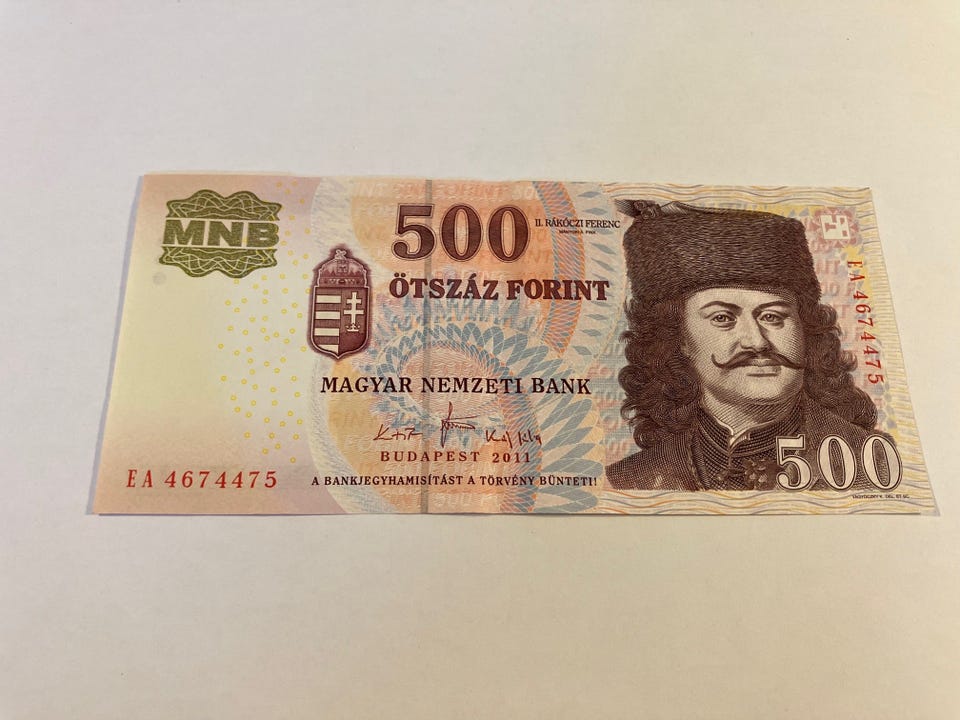 MNB
500
II. RÁKÓCZI FERENC
ÖTSZÁZ FORINT
EA 4674475
MAGYAR NEMZETI BANK
BUDAPEST 2011
EA 4674475
A BANKJEGYHAMISÍTÁST A TÖRVÉNY BÜNTETI!
500